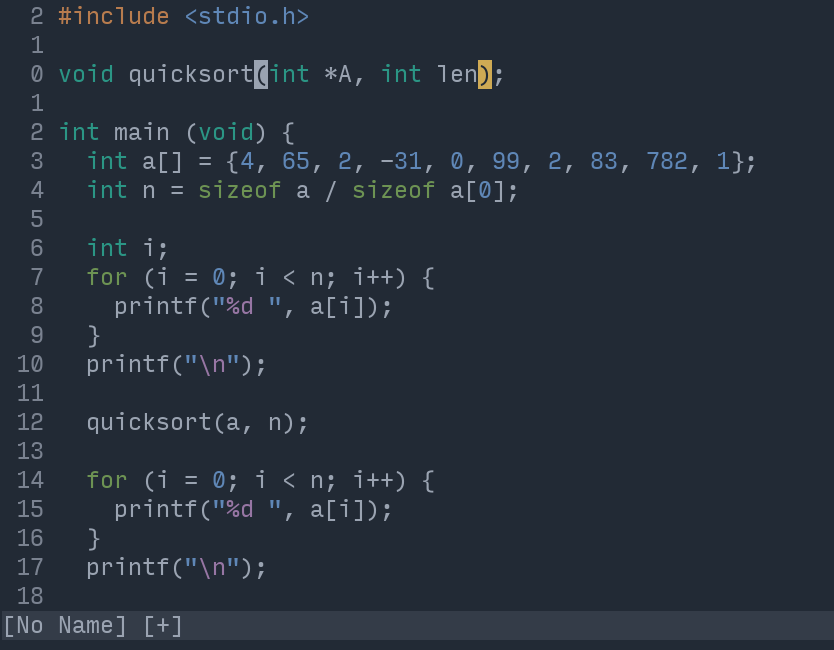 2 #include <stdio.h>
1
0 void quicksort(int *A, int len);
1
2 int main (void) {
3   int a[] = {4, 65, 2, -31, 0, 99, 2, 83, 782, 1};
4   int n = sizeof a / sizeof a[0];
5
6   int i;
7   for (i = 0; i < n; i++) {
8     printf("%d ", a[i]);
9   }
10   printf("\n");
11
12   quicksort(a, n);
13
14   for (i = 0; i < n; i++) {
15     printf("%d ", a[i]);
16   }
17   printf("\n");
18
[No Name] [+]